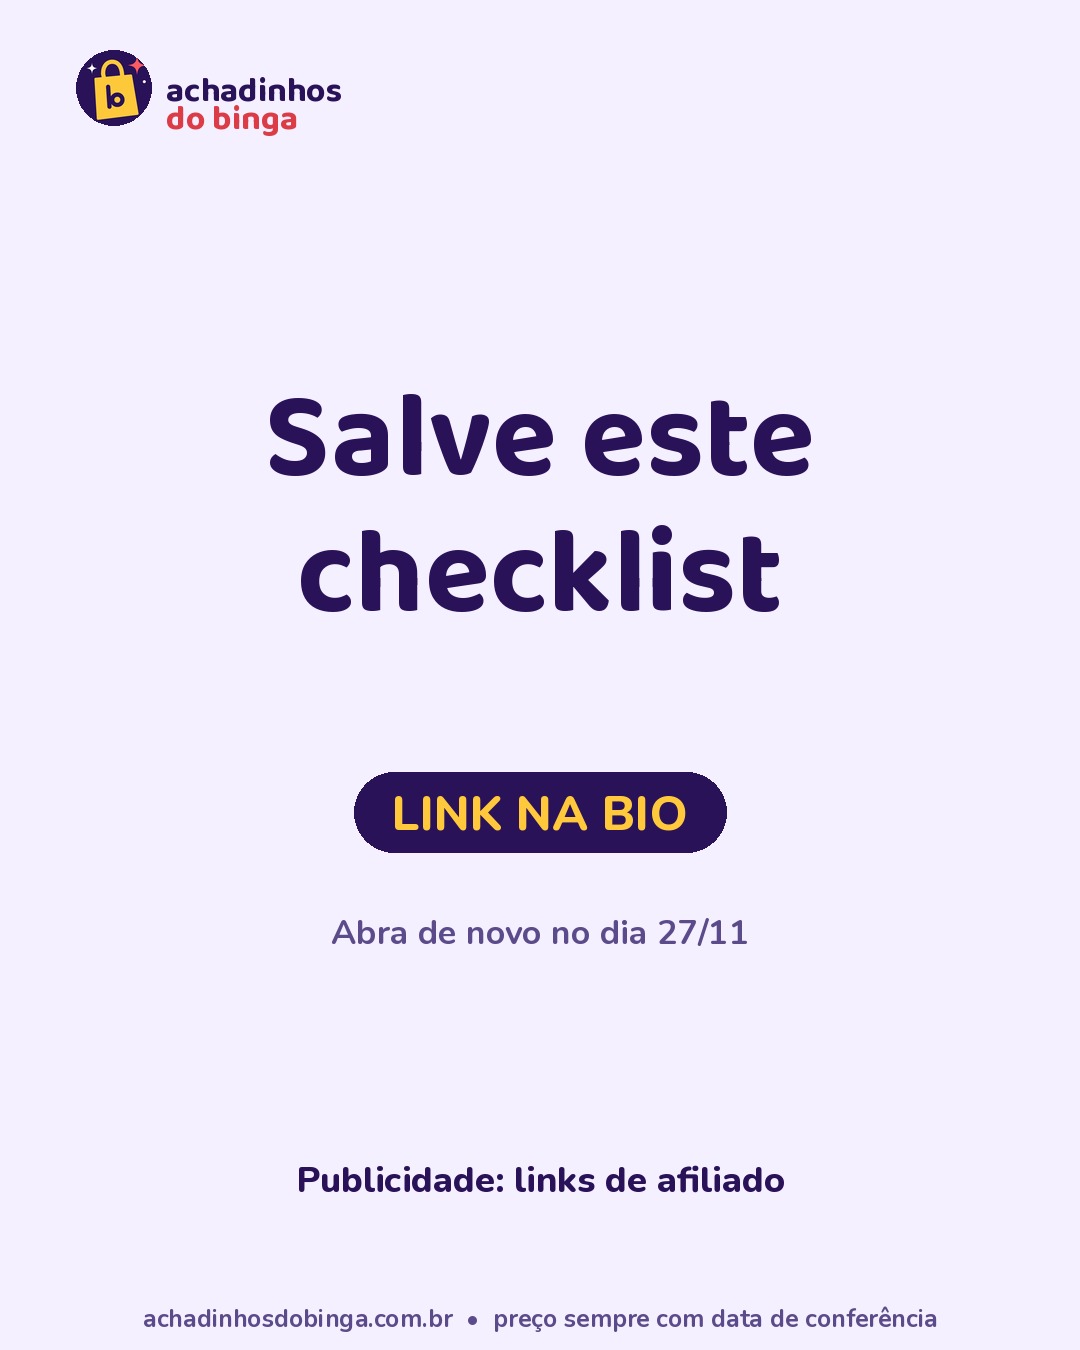 achadinhos
do binga
Salve este
checklist
LINK NA BIO
Abra de novo no dia 27/11
Publicidade: links de afiliado
achadinhosdobinga.com.br • preço sempre com data de conferência